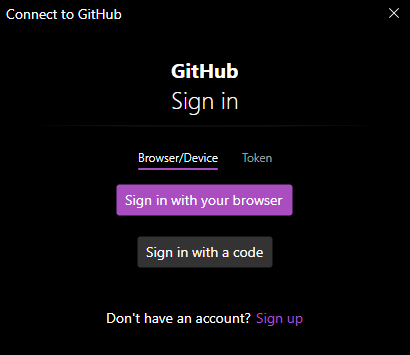 Connect to GitHub
GitHub
Sign in
Browser/Device Token
Sign in with your browser
Sign in with a code
Don't have an account? Sign up